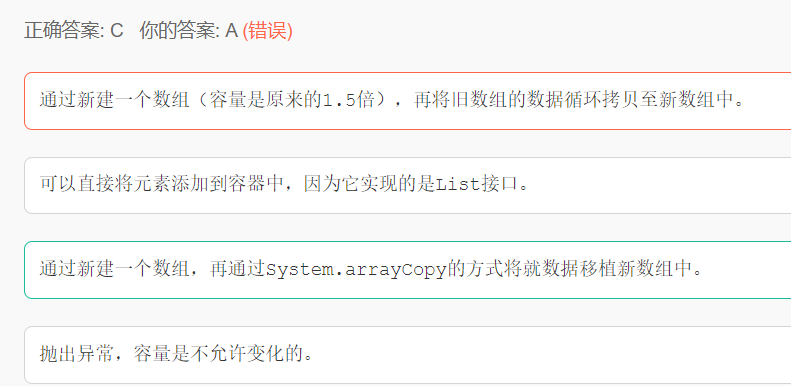 正确答案: C 你的答案: A (错误)
通过新建一个数组（容量是原来的1.5倍），再将旧数组的数据循环拷贝至新数组中。
可以直接将元素添加到容器中，因为它实现的是List接口。
通过新建一个数组，再通过System.arrayCopy的方式将就数据移植新数组中。
抛出异常，容量是不允许变化的。